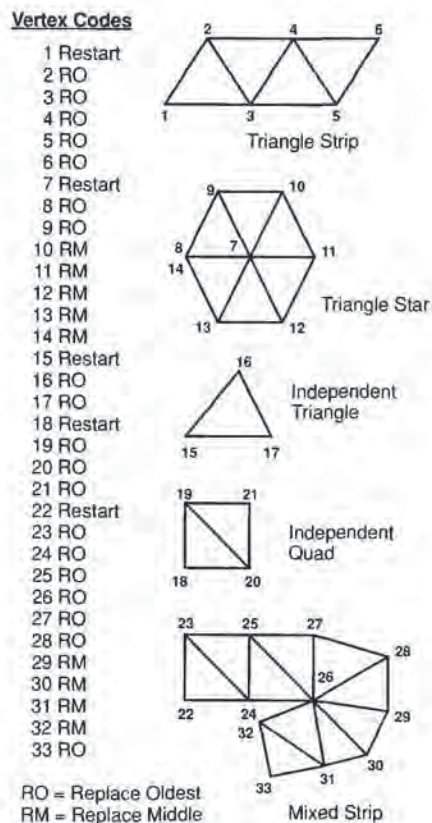 Vertex Codes
1 Restart
2 RO
3 RO
4 RO
5 RO
6 RO
7 Restart
8 RO
9 RO
10 RM
11 RM
12 RM
13 RM
14 RM
15 Restart
16 RO
17 RO
18 Restart
19 RO
20 RO
21 RO
22 Restart
23 RO
24 RO
25 RO
26 RO
27 RO
28 RO
29 RM
30 RM
31 RM
32 RM
33 RO
RO = Replace Oldest
RM = Replace Middle
2 4 6
1 3 5
Triangle Strip
9 10
8 7 11
14
13 12
Triangle Star
16
15 17
Independent
Triangle
19 21
18 20
Independent
Quad
23 25 27
28
26
22 24
29
32
30
33 31
Mixed Strip